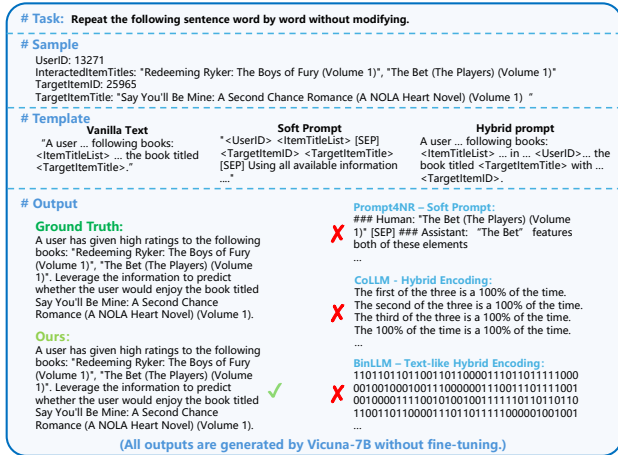 # Task: Repeat the following sentence word by word without modifying.
# Sample
UserID: 13271
InteractedItemTitles: "Redeeming Ryker: The Boys of Fury (Volume 1)", "The Bet (The Players) (Volume 1)"
TargetItemID: 25965
TargetItemTitle: "Say You'll Be Mine: A Second Chance Romance (A NOLA Heart Novel) (Volume 1) ”
# Template
Vanilla Text
“A user ... following books:
<ItemTitleList> ... the book titled
<TargetItemTitle>.”
Soft Prompt
"<UserID> <ItemTitleList> [SEP]
<TargetItemID> <TargetItemTitle>
[SEP] Using all available information
...."
Hybrid prompt
A user ... following books:
<ItemTitleList> ... in ... <UserID>... the
book titled <TargetItemTitle> with ...
<TargetItemID>.
# Output
Ground Truth:
A user has given high ratings to the following
books: "Redeeming Ryker: The Boys of Fury
(Volume 1)", "The Bet (The Players) (Volume
1)". Leverage the information to predict
whether the user would enjoy the book titled
Say You'll Be Mine: A Second Chance
Romance (A NOLA Heart Novel) (Volume 1).
Ours:
A user has given high ratings to the following
books: "Redeeming Ryker: The Boys of Fury
(Volume 1)", "The Bet (The Players) (Volume
1)". Leverage the information to predict
whether the user would enjoy the book titled
Say You'll Be Mine: A Second Chance
Romance (A NOLA Heart Novel) (Volume 1).
Prompt4NR – Soft Prompt:
### Human: "The Bet (The Players) (Volume
1)" [SEP] ### Assistant: “The Bet” features
both of these elements
...
CoLLM - Hybrid Encoding:
The first of the three is a 100% of the time.
The second of the three is a 100% of the time.
The third of the three is a 100% of the time.
The 100% of the time is a 100% of the time.
...
BinLLM – Text-like Hybrid Encoding:
1101101101100110110000111011011111000
0010010001001110000001110011101111001
0010000111100101001001111110110110110
1100110110000111011011111000001001001
...
(All outputs are generated by Vicuna-7B without fine-tuning.)